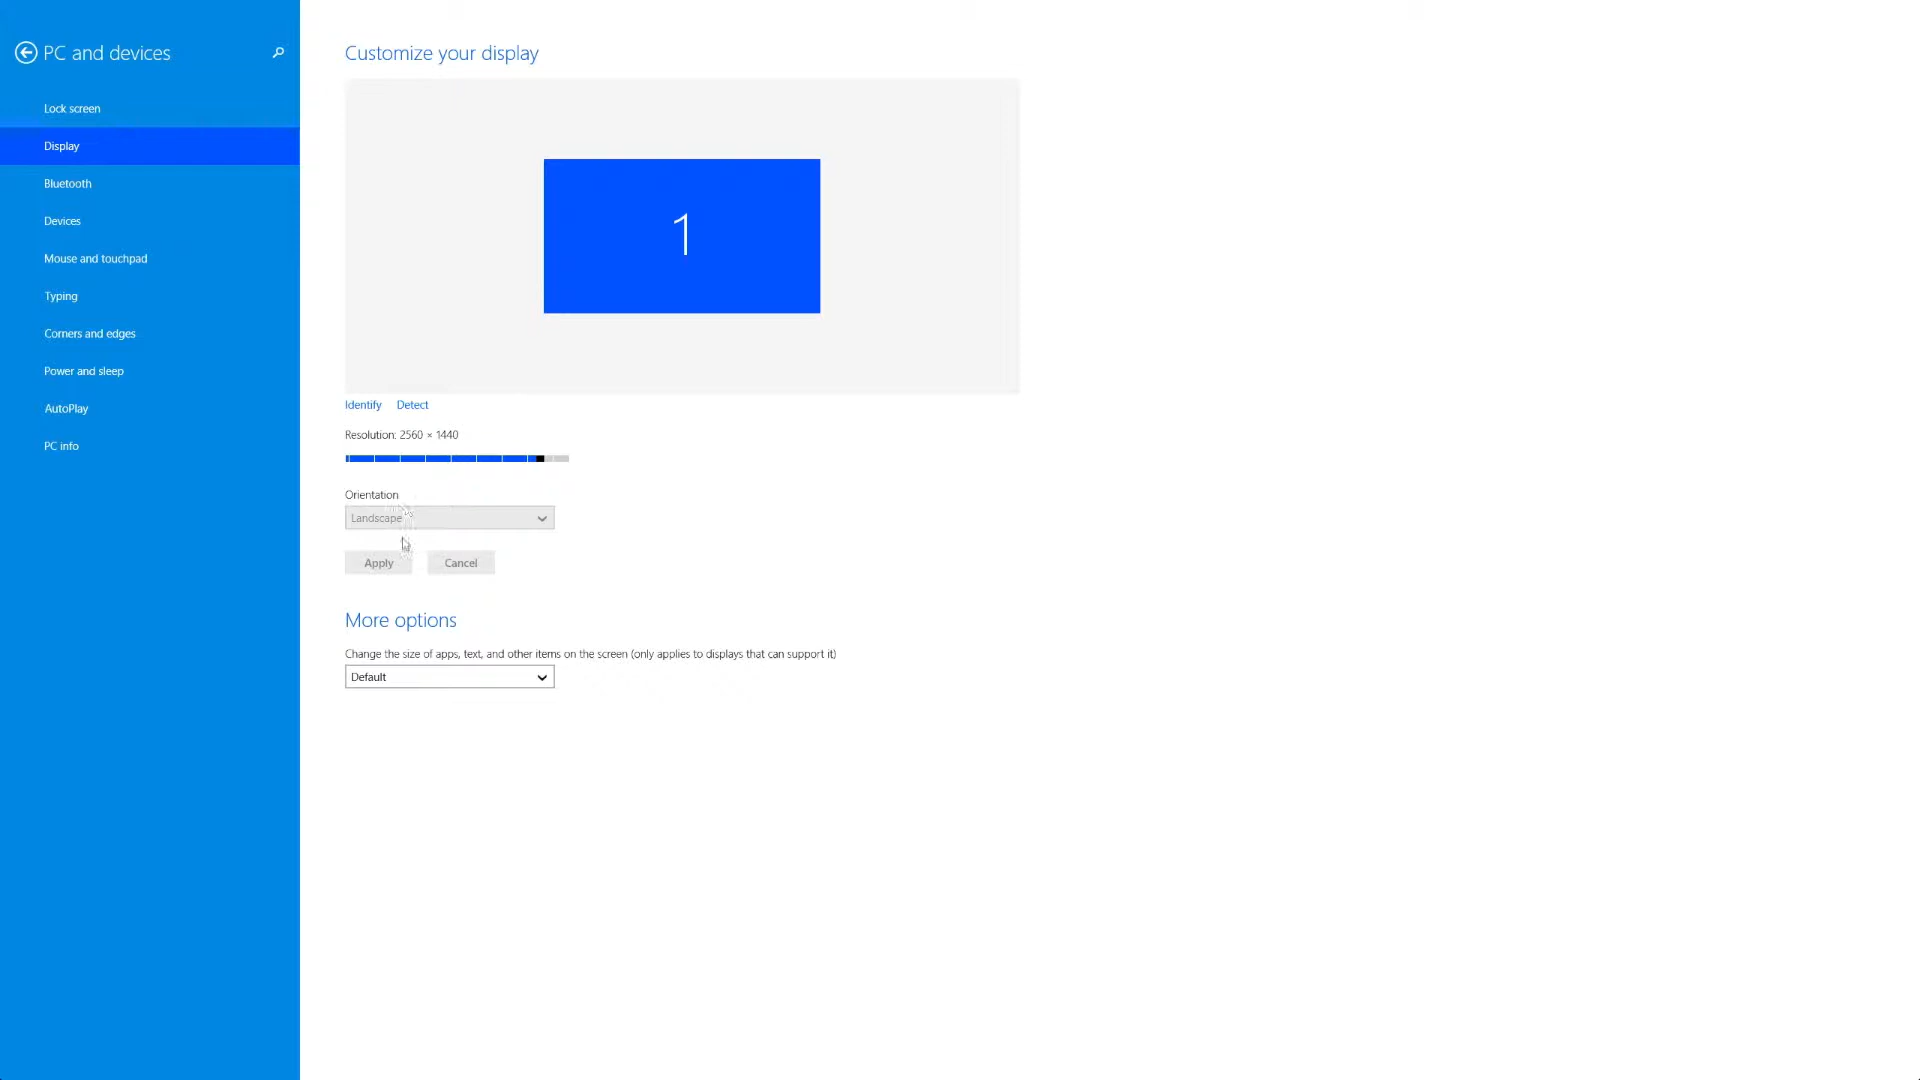 PC and devices
Lock screen
Display
Bluetooth
Devices
Mouse and touchpad
Typing
Corners and edges
Power and sleep
AutoPlay
PC info
Customize your display
1
Identify Detect
Resolution: 2560 × 1440
Orientation
Landscape
Apply Cancel
More options
Change the size of apps, text, and other items on the screen (only applies to displays that can support it)
Default